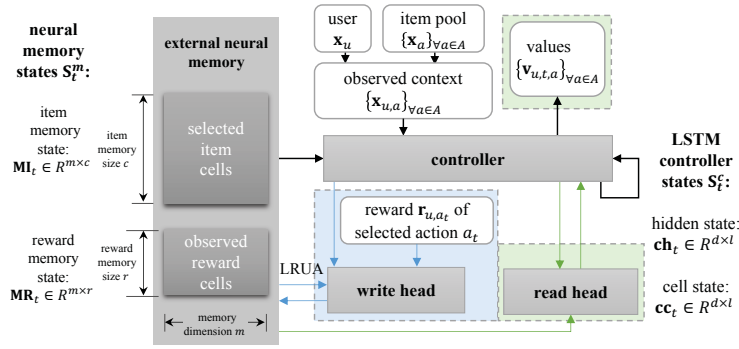 neural
memory
states S_t^m:
item
memory
state:
MI_t ∈ R^{m×c}
item
memory
size c
reward
memory
state:
MR_t ∈ R^{m×r}
reward
memory
size r
external neural
memory
selected
item
cells
observed
reward
cells
memory
dimension m
user
x_u
item pool
{x_a}_{∀a∈A}
observed context
{x_{u,a}}_{∀a∈A}
values
{v_{u,t,a}}_{∀a∈A}
controller
reward r_{u,a_t} of
selected action a_t
LRUA
write head
read head
LSTM
controller
states S_t^c:
hidden state:
ch_t ∈ R^{d×l}
cell state:
cc_t ∈ R^{d×l}